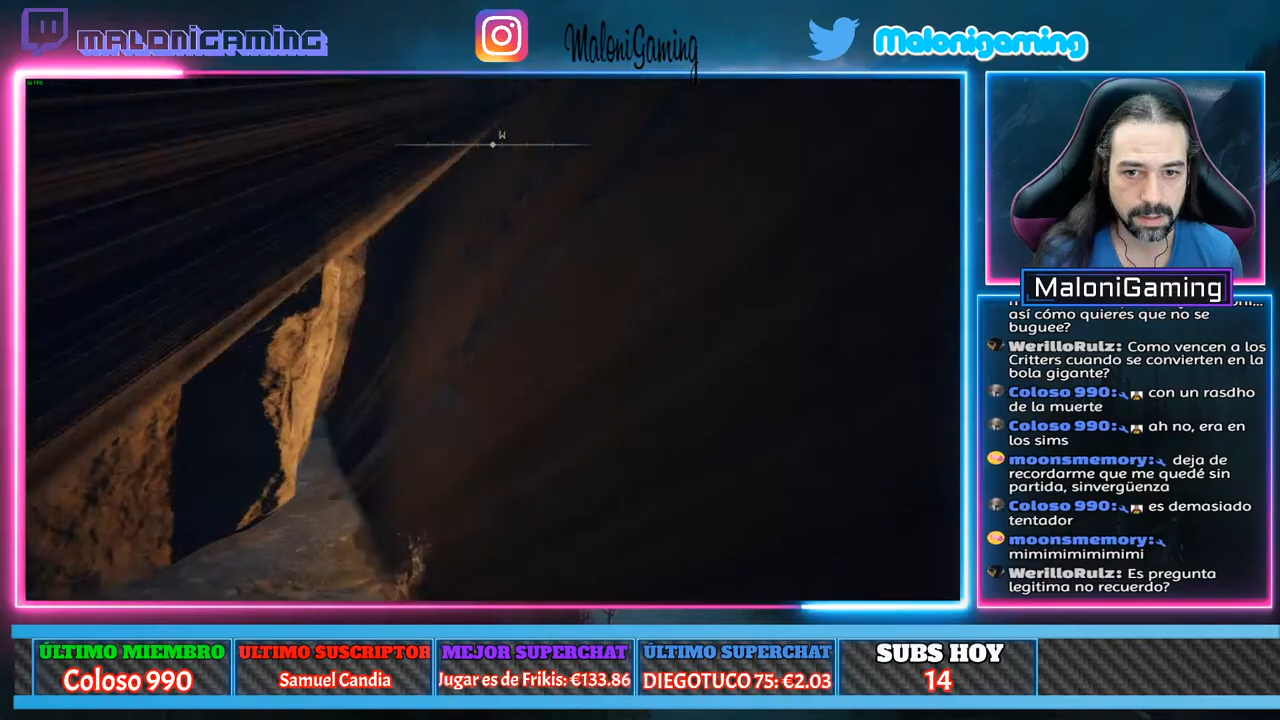 MALONIGAMING
MaloniGaming
Malonigaming
W
MaloniGaming
así cómo quieres que no se
buguee?
WerilloRulz: Como vencen a los
Critters cuando se convierten en la
bola gigante?
Coloso 990: con un rasdho
de la muerte
Coloso 990: ah no, era en
los sims
moonsmemory: deja de
recordarme que me quedé sin
partida, sinvergüenza
Coloso 990: es demasiado
tentador
moonsmemory:
mimimimimimimi
WerilloRulz: Es pregunta
legitima no recuerdo?
ÚLTIMO MIEMBRO
Coloso 990
ULTIMO SUSCRIPTOR
Samuel Candia
MEJOR SUPERCHAT
Jugar es de Frikis: €133.86
ÚLTIMO SUPERCHAT
DIEGOTUCO 75: €2.03
SUBS HOY
14